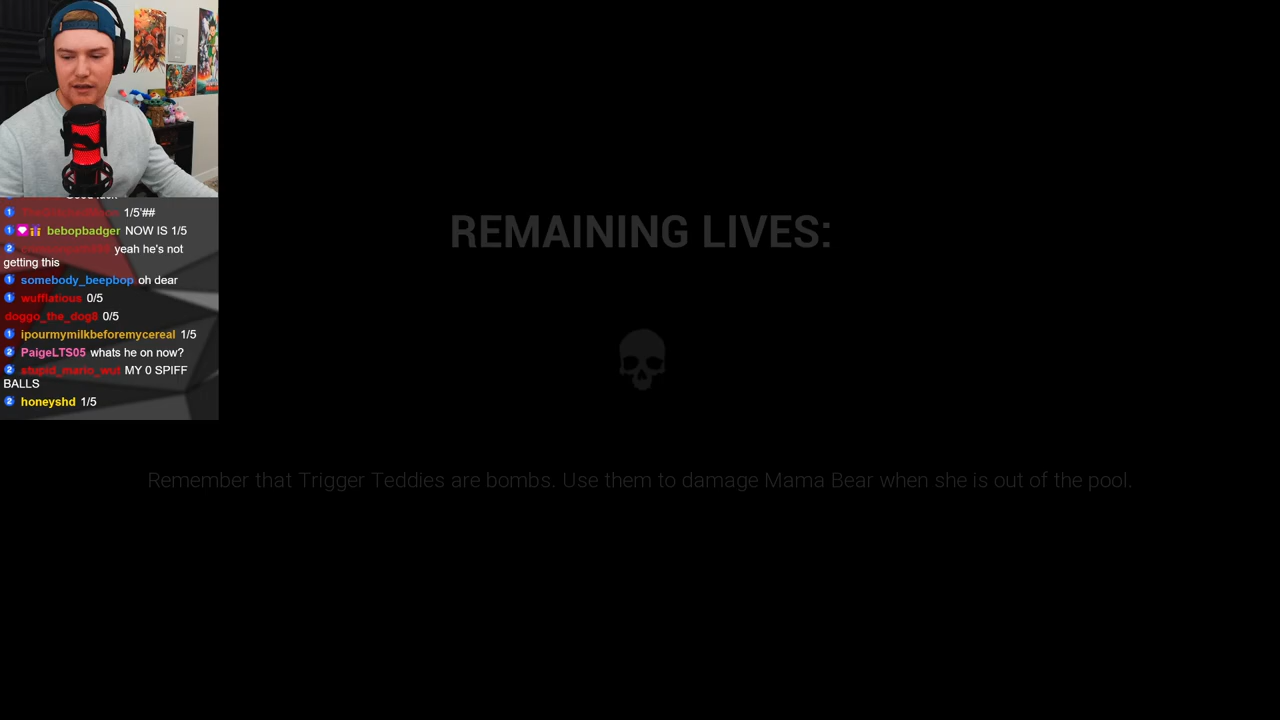 1/5'##
bebopbadger NOW IS 1/5
yeah he's not
getting this
somebody_beepbop oh dear
wufflatious 0/5
doggo_the_dog8 0/5
ipourmymilkbeforemycereal 1/5
PaigeLTS05 whats he on now?
stupid_mario_wut MY 0 SPIFF
BALLS
honeyshd 1/5
REMAINING LIVES:
Remember that Trigger Teddies are bombs. Use them to damage Mama Bear when she is out of the pool.